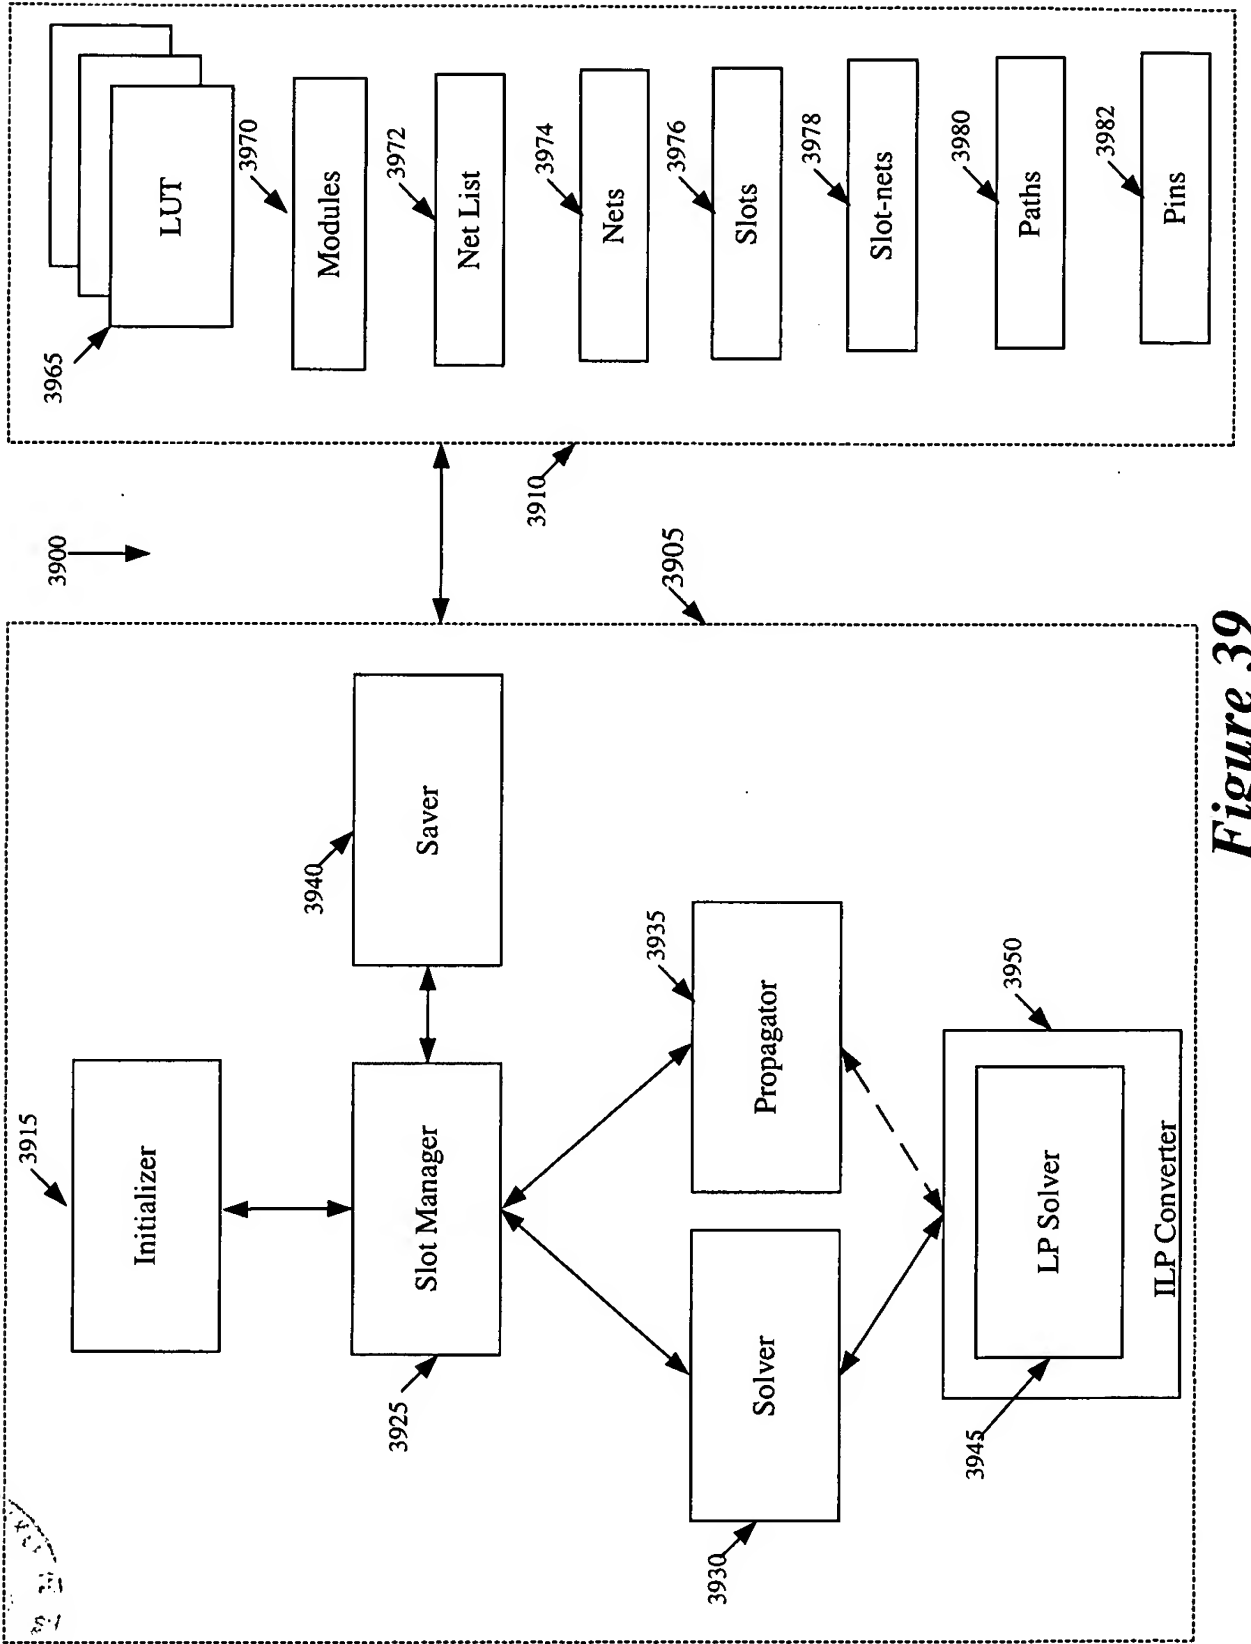 3900
3905
3915
Initializer
3925
Slot Manager
3940
Saver
3930
Solver
3935
Propagator
3945
LP Solver
3950
ILP Converter
3910
3965
LUT
3970
Modules
3972
Net List
3974
Nets
3976
Slots
3978
Slot-nets
3980
Paths
3982
Pins
Figure 39